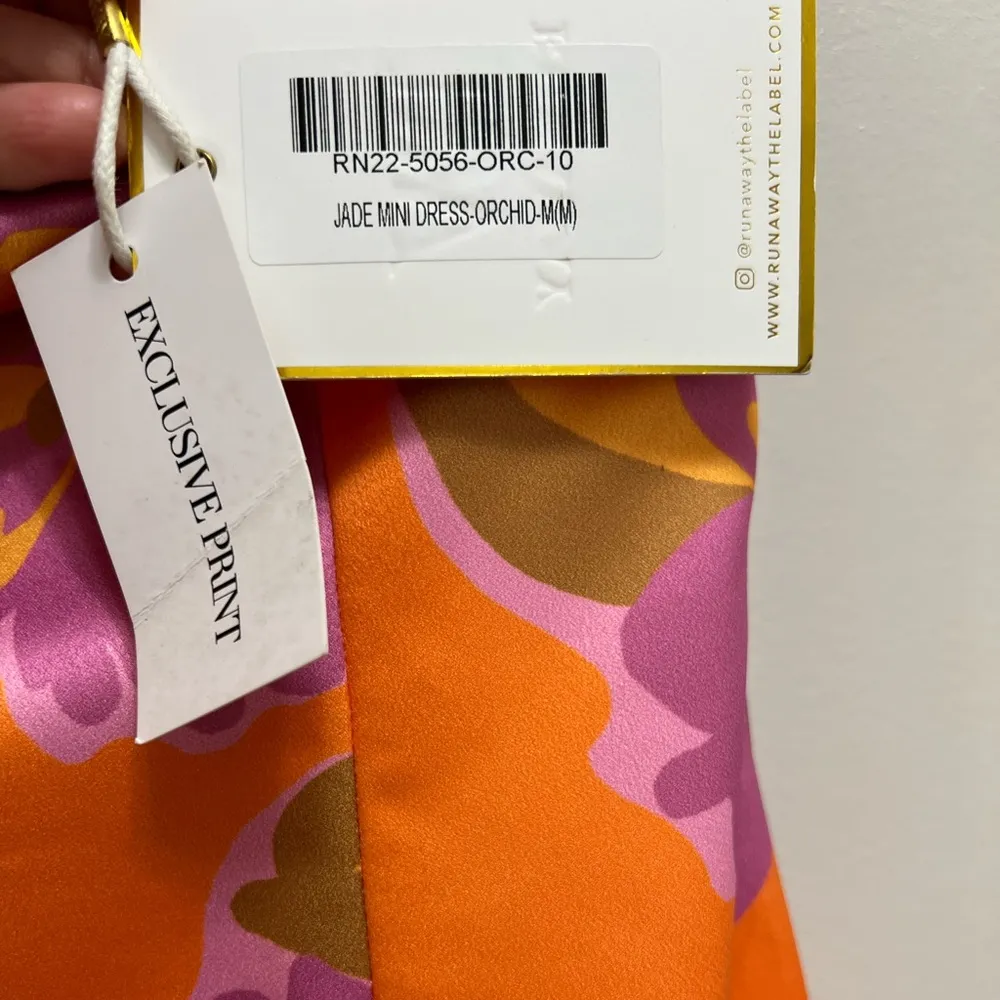 RN22-5056-ORC-10
JADE MINI DRESS-ORCHID-M(M)
@runawaythelabel
WWW.RUNAWAYTHELABEL.COM
EXCLUSIVE PRINT